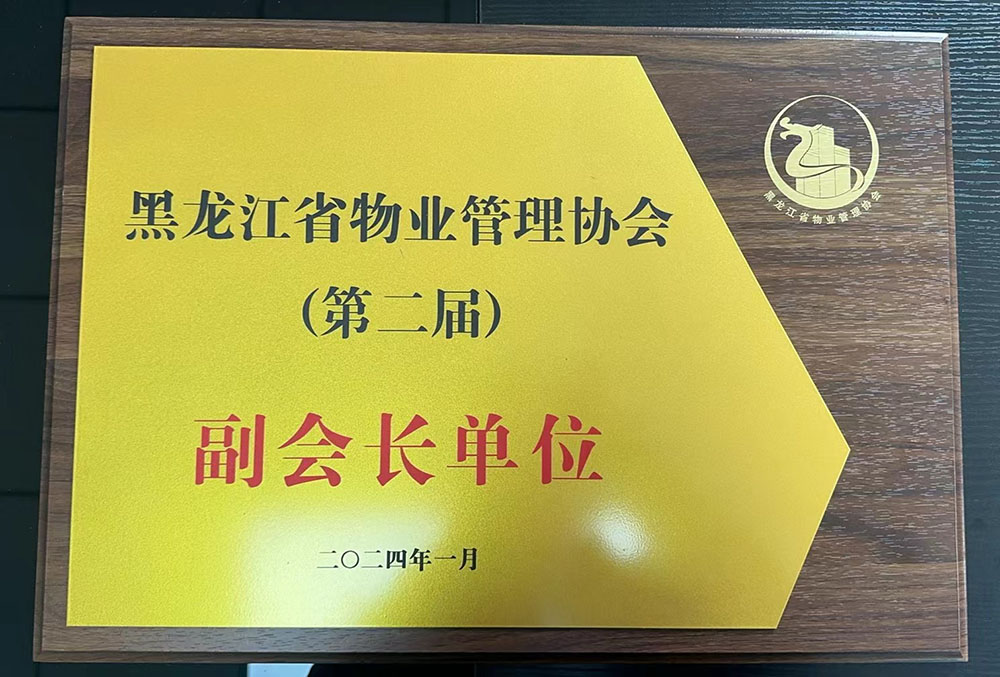 黑龙江省物业管理协会
(第二届)
副会长单位
二〇二四年一月
黑龙江省物业管理协会